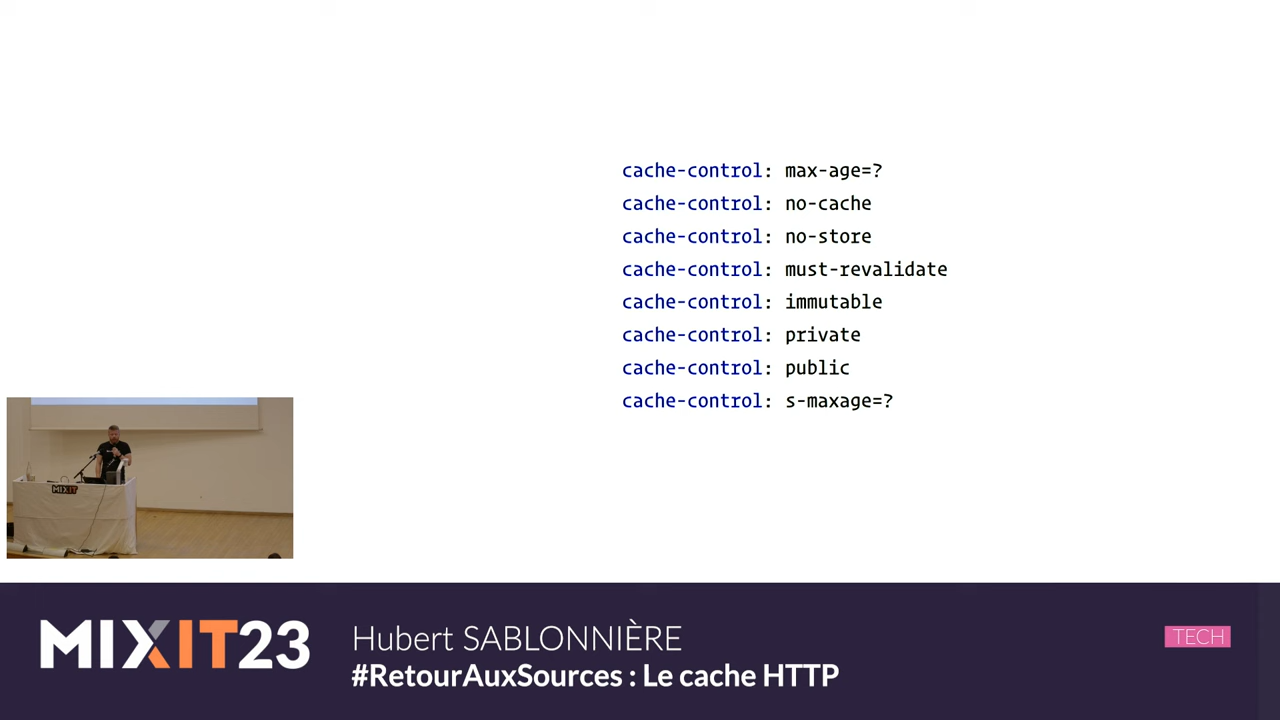 cache-control: max-age=?
cache-control: no-cache
cache-control: no-store
cache-control: must-revalidate
cache-control: immutable
cache-control: private
cache-control: public
cache-control: s-maxage=?
MIXIT
MIXIT23
Hubert SABLONNIÈRE
#RetourAuxSources : Le cache HTTP
TECH